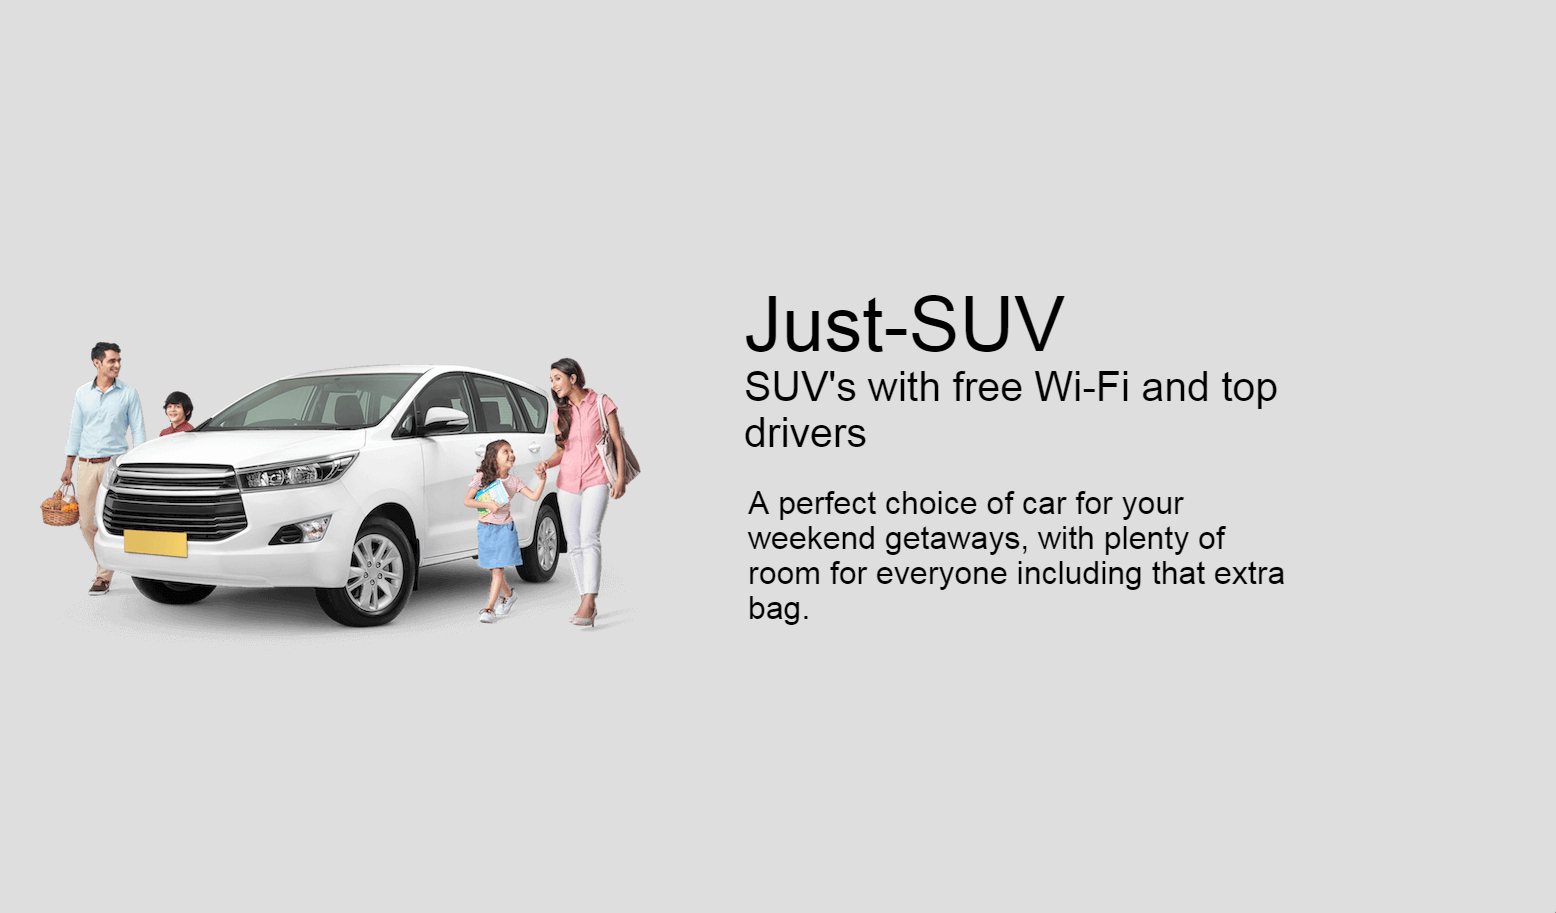 Just-SUV
SUV's with free Wi-Fi and top
drivers
A perfect choice of car for your
weekend getaways, with plenty of
room for everyone including that extra
bag.